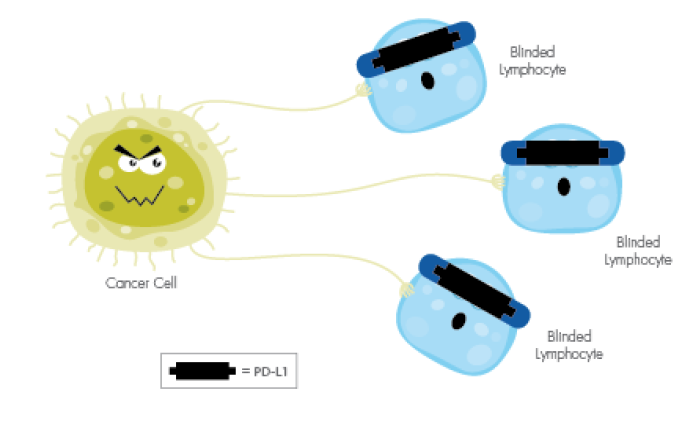 Blinded
Lymphocyte
Blinded
Lymphocyte
Cancer Cell
Blinded
Lymphocyte
= PD-L1